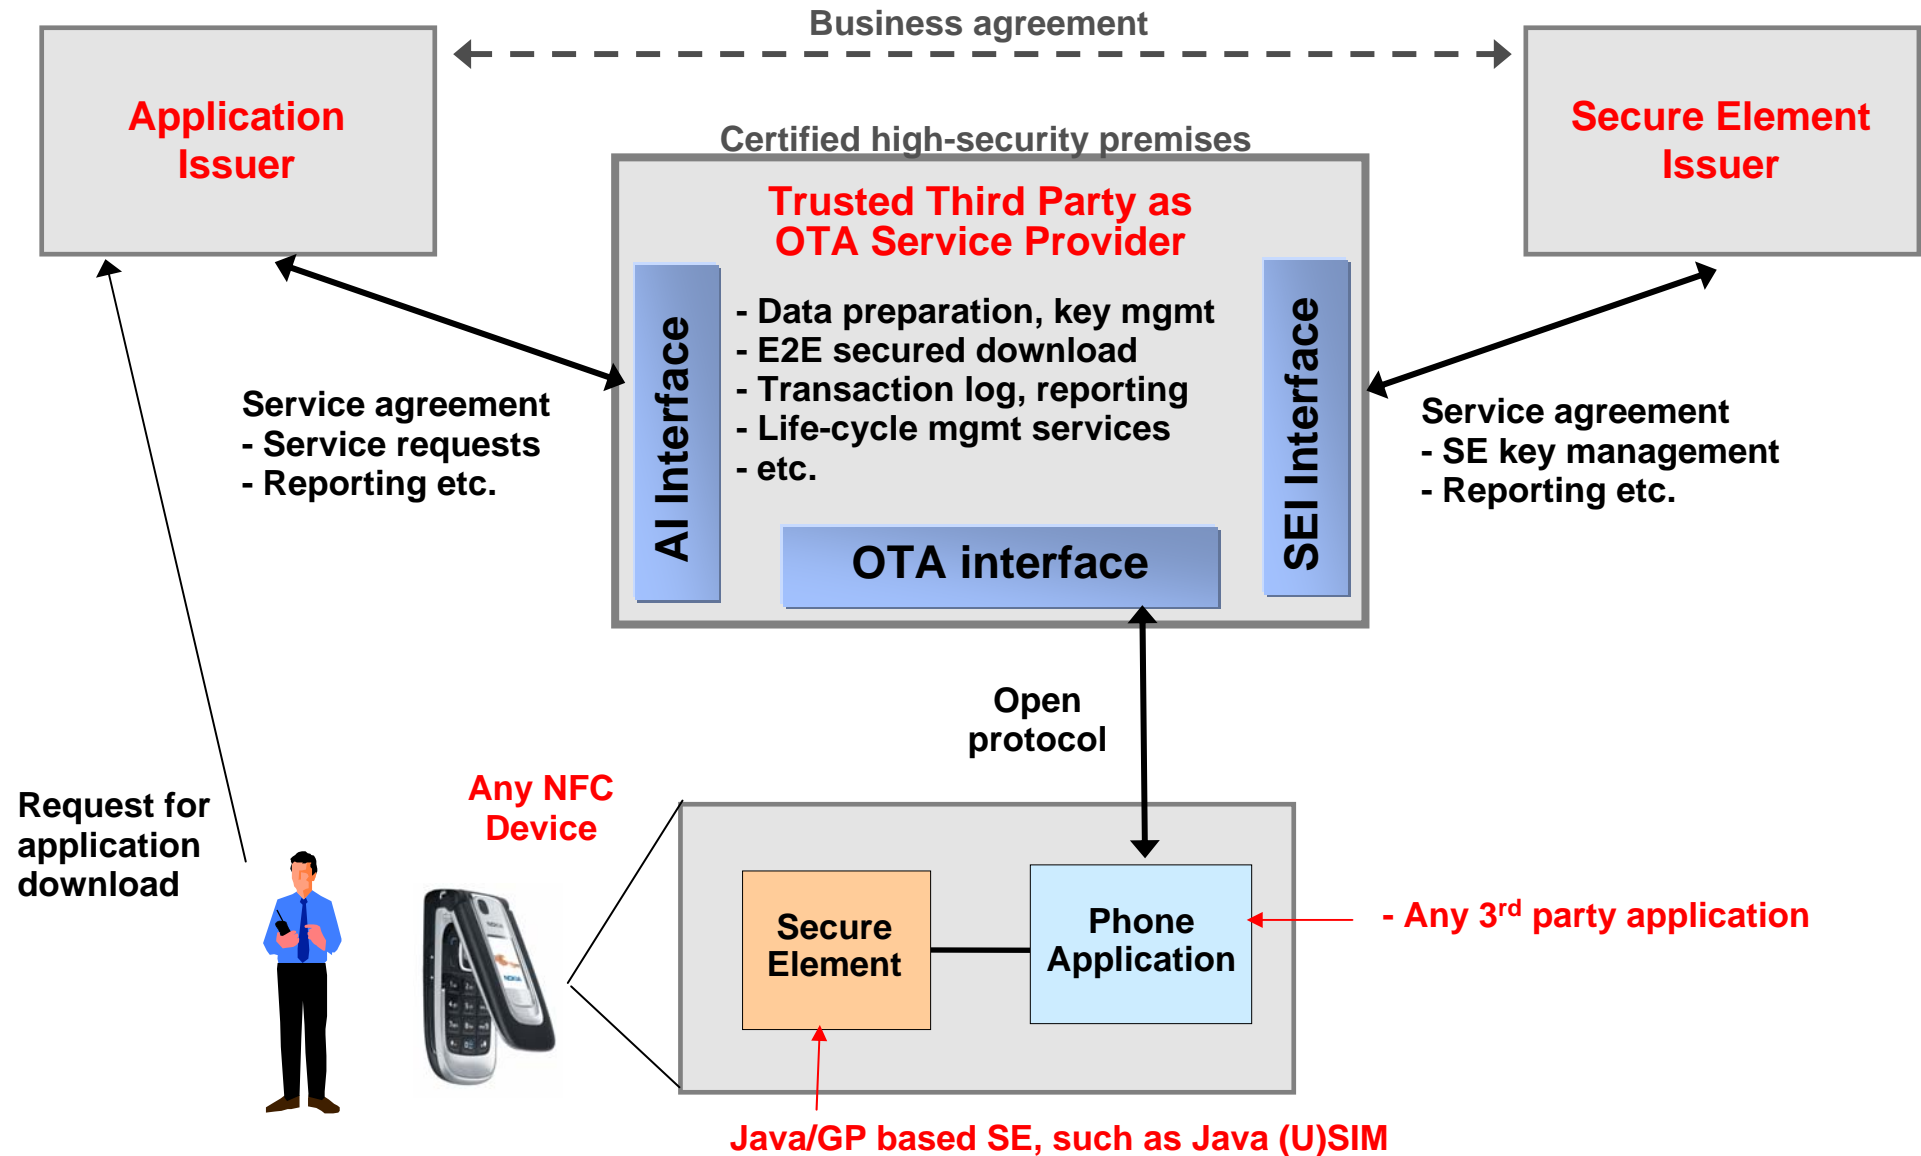 Business agreement
Application
Issuer
Secure Element
Issuer
Certified high-security premises
Trusted Third Party as
OTA Service Provider
- Data preparation, key mgmt
- E2E secured download
- Transaction log, reporting
- Life-cycle mgmt services
- etc.
AI Interface
SEI Interface
OTA interface
Service agreement
- Service requests
- Reporting etc.
Service agreement
- SE key management
- Reporting etc.
Open
protocol
Request for
application
download
Any NFC
Device
NOKIA
NOKIA
Secure
Element
Phone
Application
- Any 3rd party application
Java/GP based SE, such as Java (U)SIM